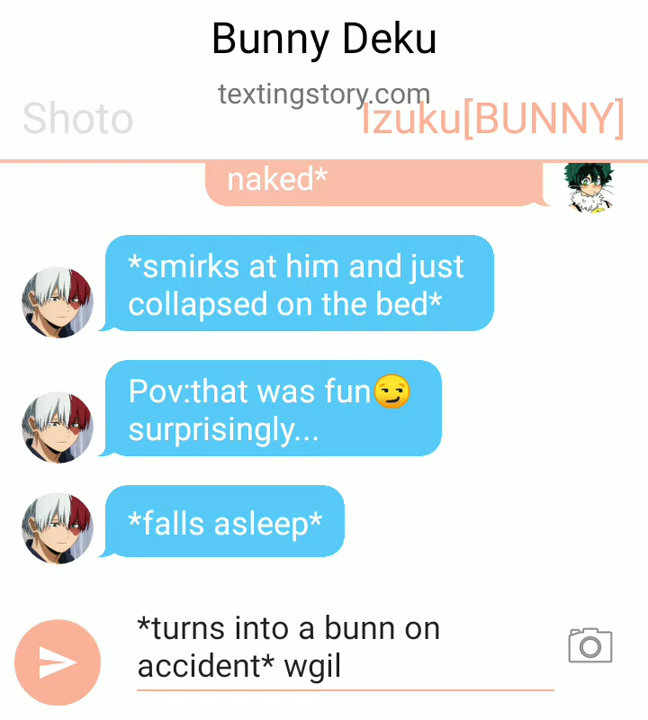 Bunny Deku
textingstory.com
Shoto
Izuku[BUNNY]
naked*
*smirks at him and just
collapsed on the bed*
Pov:that was fun😏
surprisingly...
*falls asleep*
*turns into a bunn on
accident* wgil